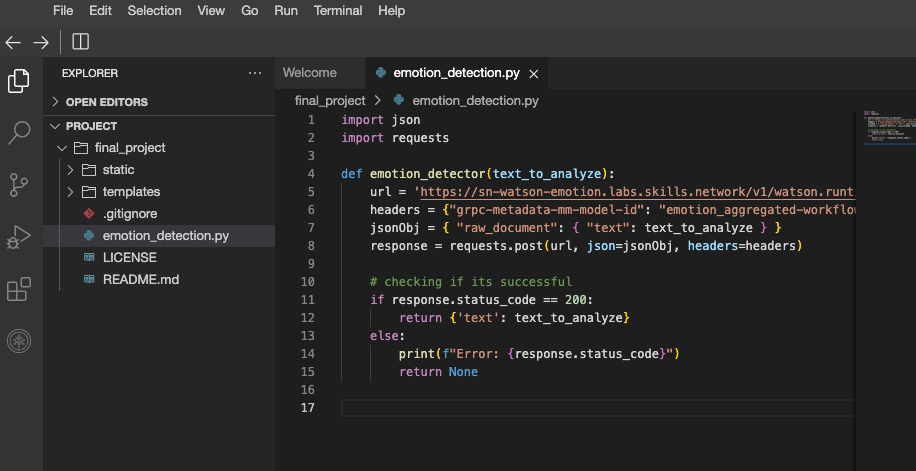 File Edit Selection View Go Run Terminal Help
EXPLORER ...
OPEN EDITORS
PROJECT
final_project
static
templates
.gitignore
emotion_detection.py
LICENSE
README.md
Welcome emotion_detection.py
final_project > emotion_detection.py
1 import json
2 import requests
3
4 def emotion_detector(text_to_analyze):
5     url = 'https://sn-watson-emotion.labs.skills.network/v1/watson.runt
6     headers = {"grpc-metadata-mm-model-id": "emotion_aggregated-workflow
7     jsonObj = { "raw_document": { "text": text_to_analyze } }
8     response = requests.post(url, json=jsonObj, headers=headers)
9
10     # checking if its successful
11     if response.status_code == 200:
12         return {'text': text_to_analyze}
13     else:
14         print(f"Error: {response.status_code}")
15         return None
16
17